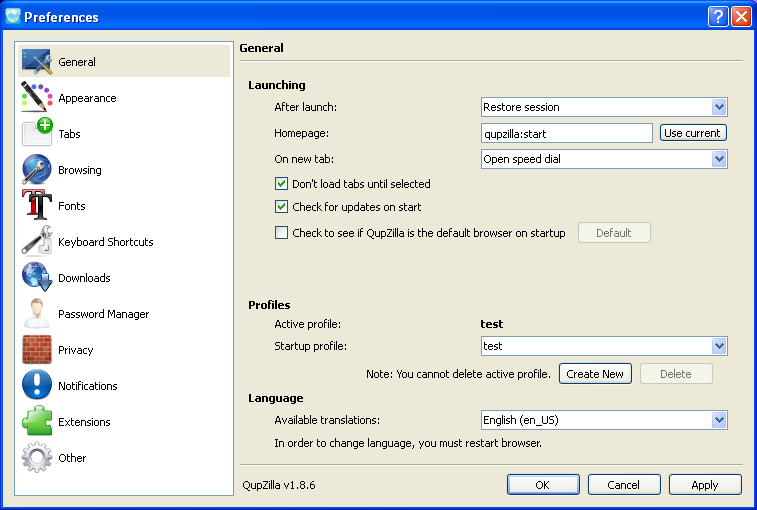 Preferences
General
Appearance
Tabs
Browsing
Fonts
Keyboard Shortcuts
Downloads
Password Manager
Privacy
Notifications
Extensions
Other
General
Launching
After launch: Restore session
Homepage: qupzilla:start Use current
On new tab: Open speed dial
Don't load tabs until selected
Check for updates on start
Check to see if QupZilla is the default browser on startup Default
Profiles
Active profile: test
Startup profile: test
Note: You cannot delete active profile. Create New Delete
Language
Available translations: English (en_US)
In order to change language, you must restart browser.
QupZilla v1.8.6 OK Cancel Apply